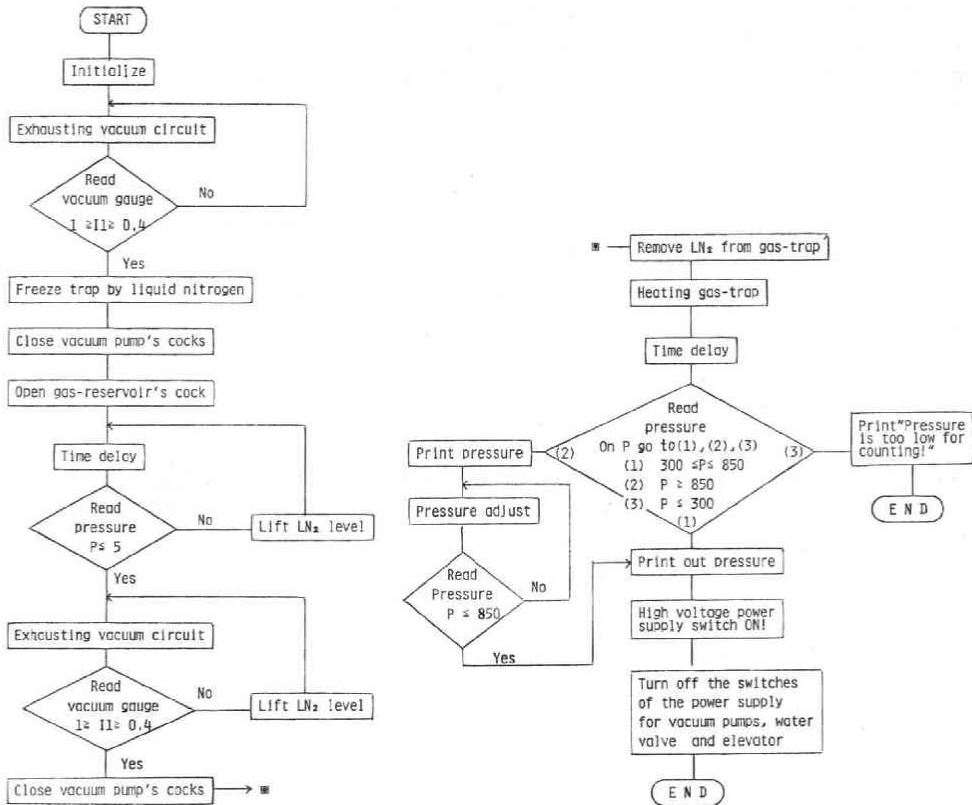 START
Initialize
Exhausting vacuum circuit
Read
vacuum gauge
1 ≥I1≥ 0.4
No
Yes
Freeze trap by liquid nitrogen
Close vacuum pump's cocks
Open gas-reservoir's cock
Time delay
Read
pressure
P≤ 5
No
Lift LN₂ level
Yes
Exhausting vacuum circuit
Read
vacuum gauge
1≥ I1≥ 0.4
No
Lift LN₂ level
Yes
Close vacuum pump's cocks
Remove LN₂ from gas-trap
Heating gas-trap
Time delay
Read
pressure
On P go to(1),(2),(3)
(1) 300 ≤P≤ 850
(2) P ≥ 850
(3) P ≤ 300
(2)
(3)
(1)
Print"Pressure
is too low for
counting!"
E N D
Print pressure
Pressure adjust
Read
Pressure
P ≤ 850
No
Yes
Print out pressure
High voltage power
supply switch ON!
Turn off the switches
of the power supply
for vacuum pumps, water
valve and elevator
E N D